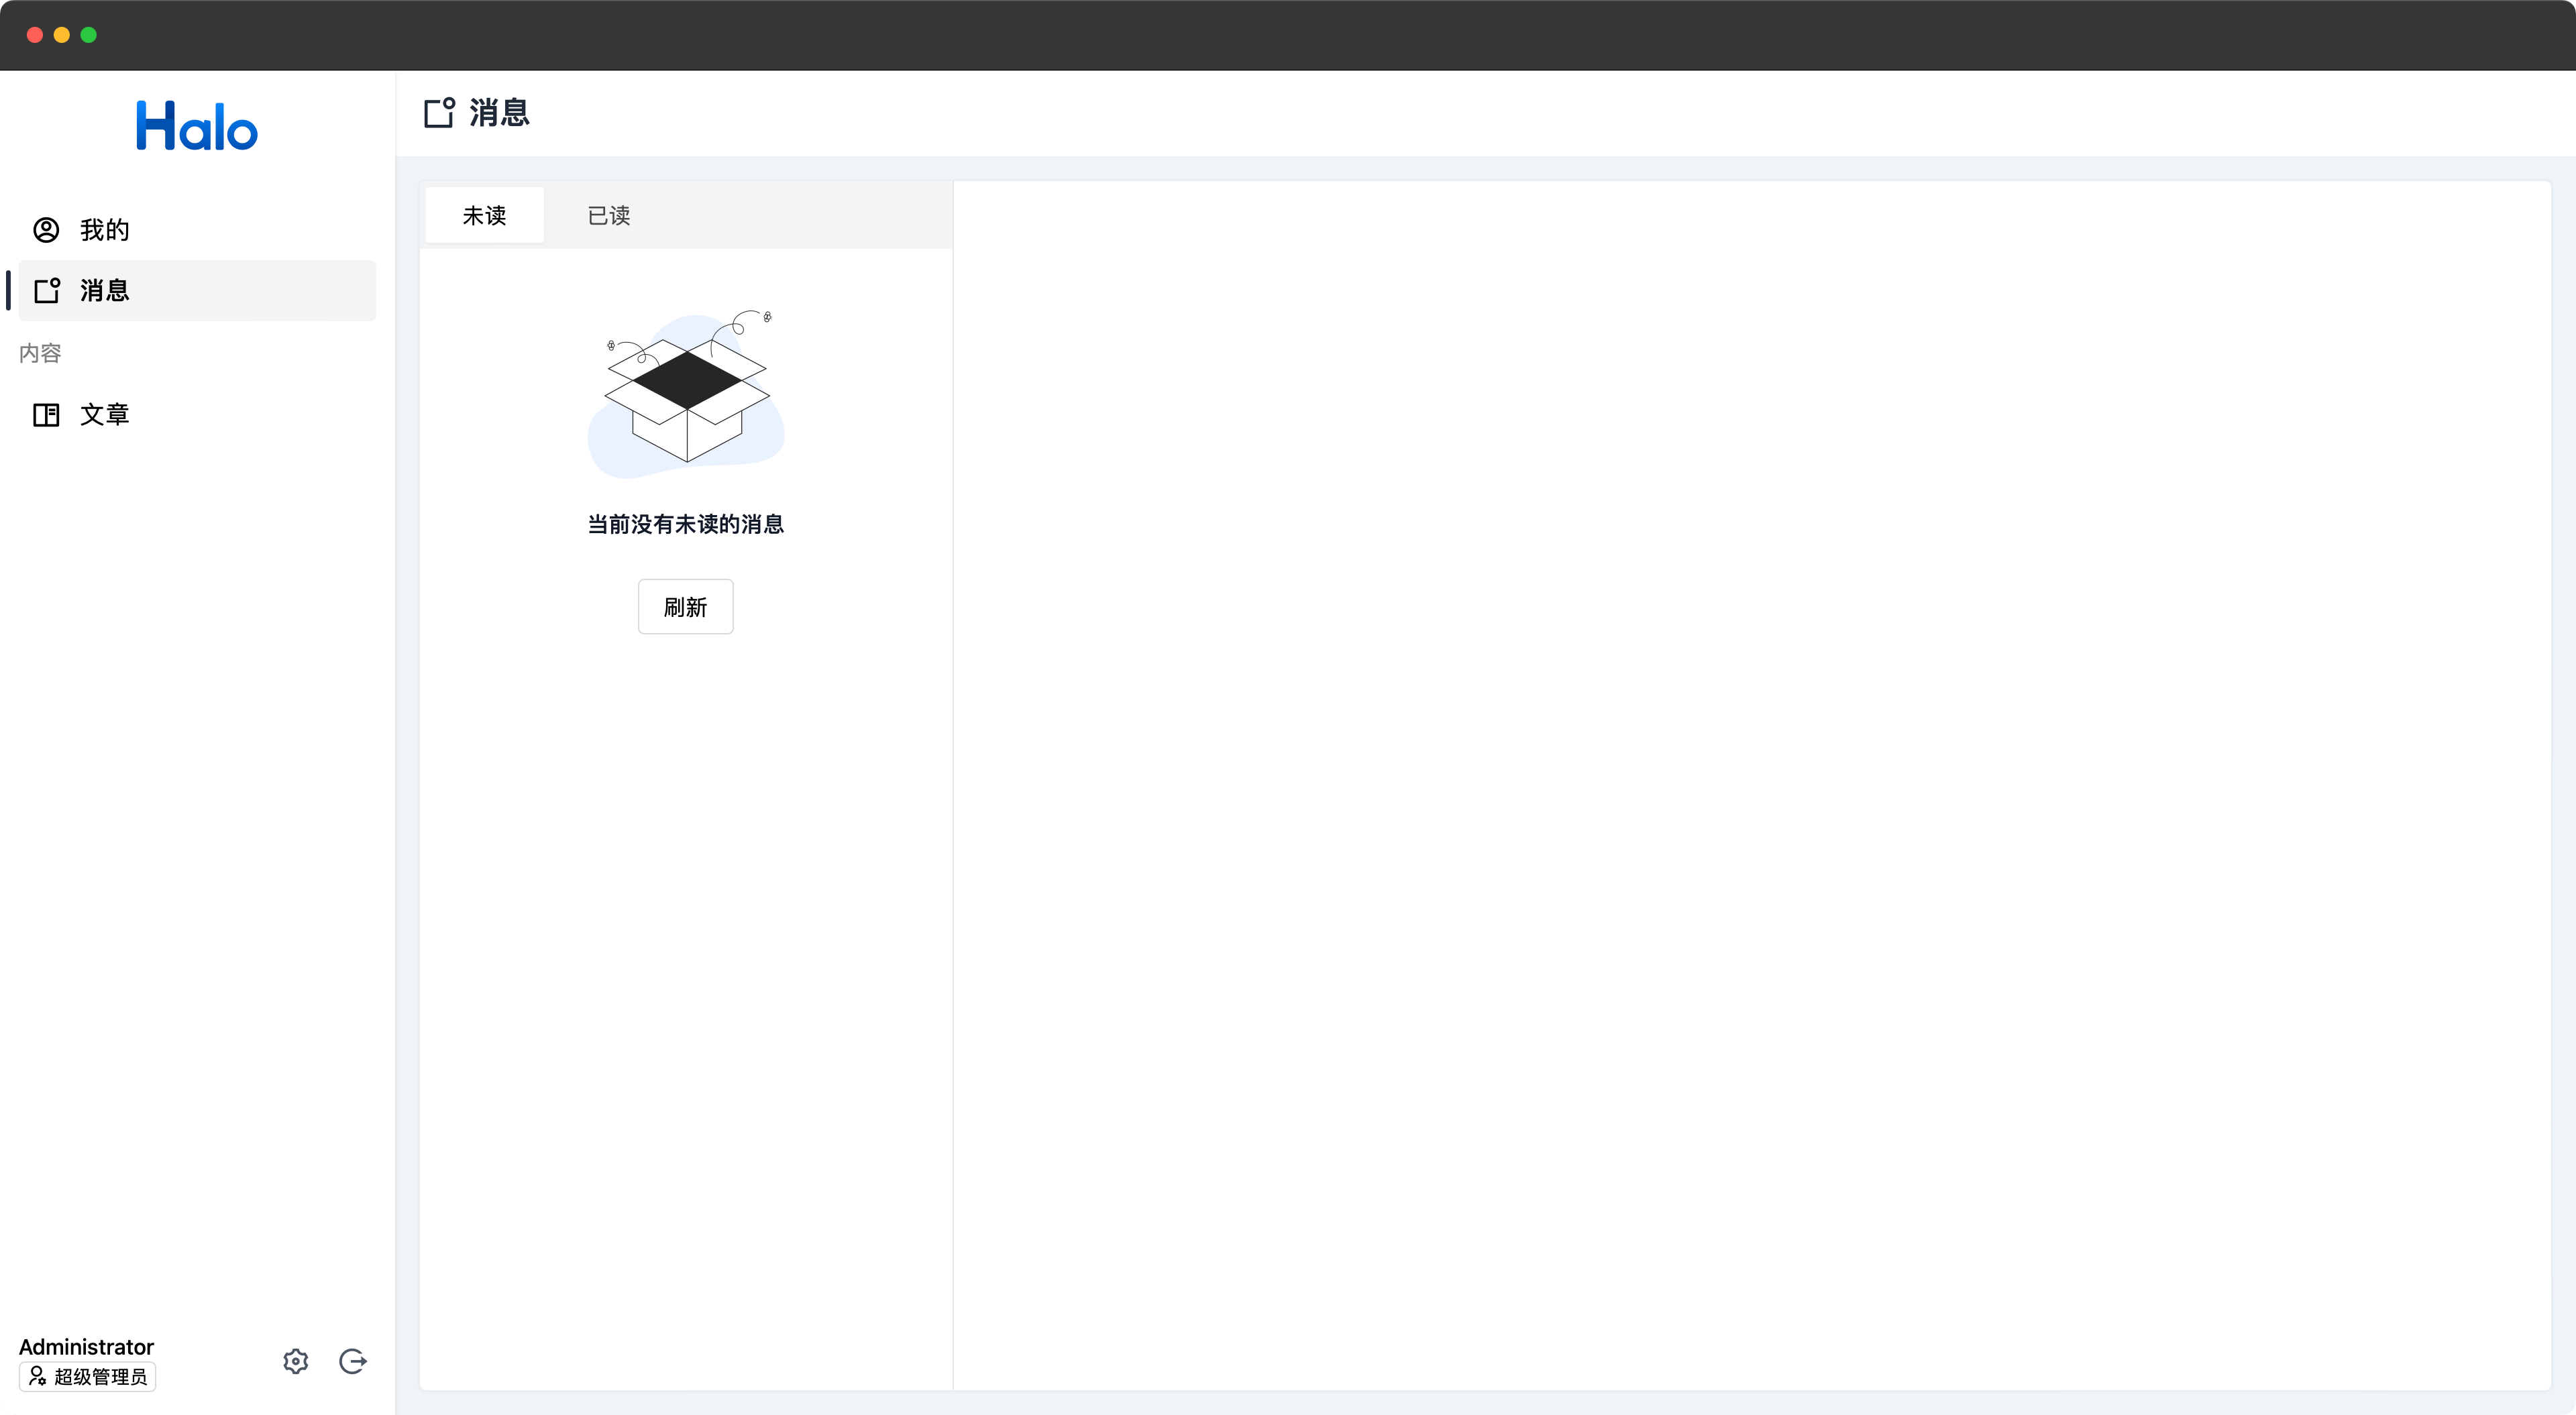 Halo
我的
消息
内容
文章
Administrator
超级管理员
消息
未读
已读
当前没有未读的消息
刷新